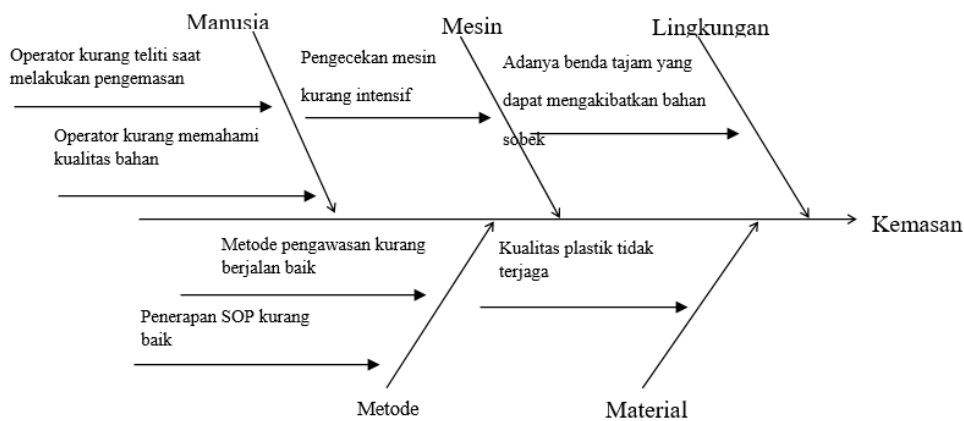 Manusia
Mesin
Lingkungan
Operator kurang teliti saat
melakukan pengemasan
Pengecekan mesin
kurang intensif
Adanya benda tajam yang
dapat mengakibatkan bahan
sobek
Operator kurang memahami
kualitas bahan
Kemasan
Metode pengawasan kurang
berjalan baik
Kualitas plastik tidak
terjaga
Penerapan SOP kurang
baik
Metode
Material